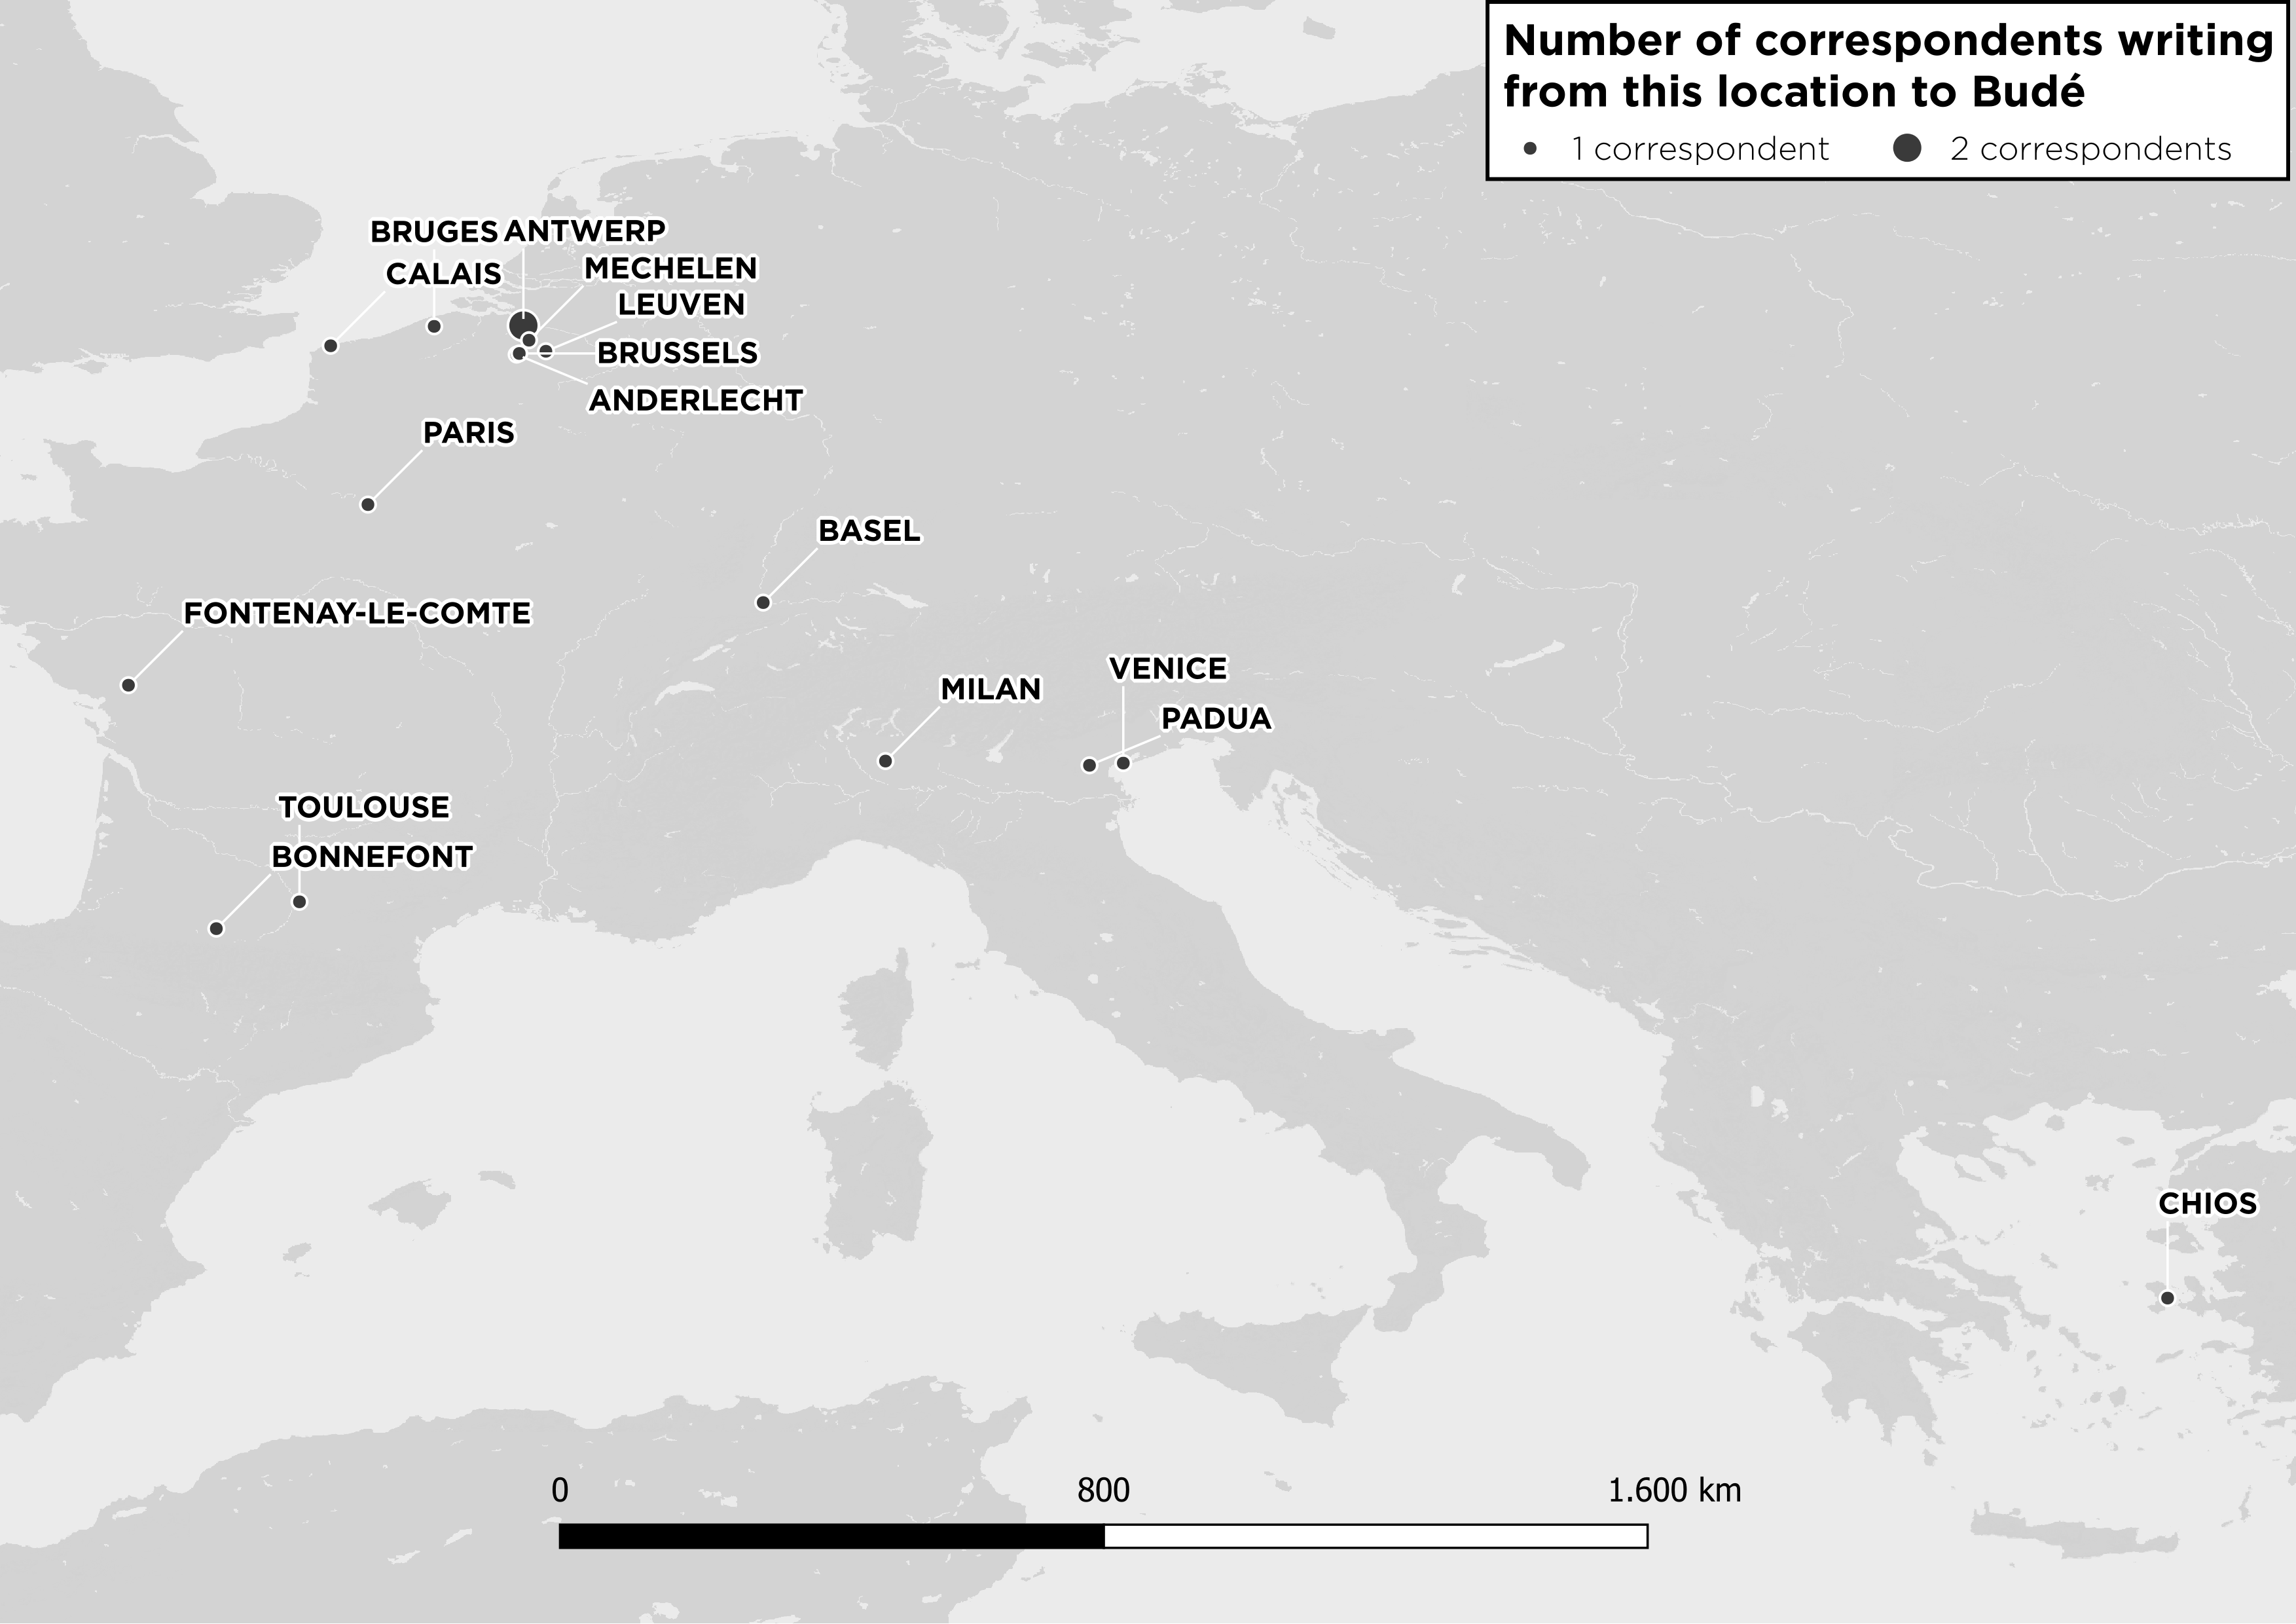 Number of correspondents writing
from this location to Budé
1 correspondent
2 correspondents
BRUGES
ANTWERP
CALAIS
MECHELEN
LEUVEN
BRUSSELS
ANDERLECHT
PARIS
BASEL
FONTENAY-LE-COMTE
VENICE
MILAN
PADUA
TOULOUSE
BONNEFONT
CHIOS
0
800
1.600 km